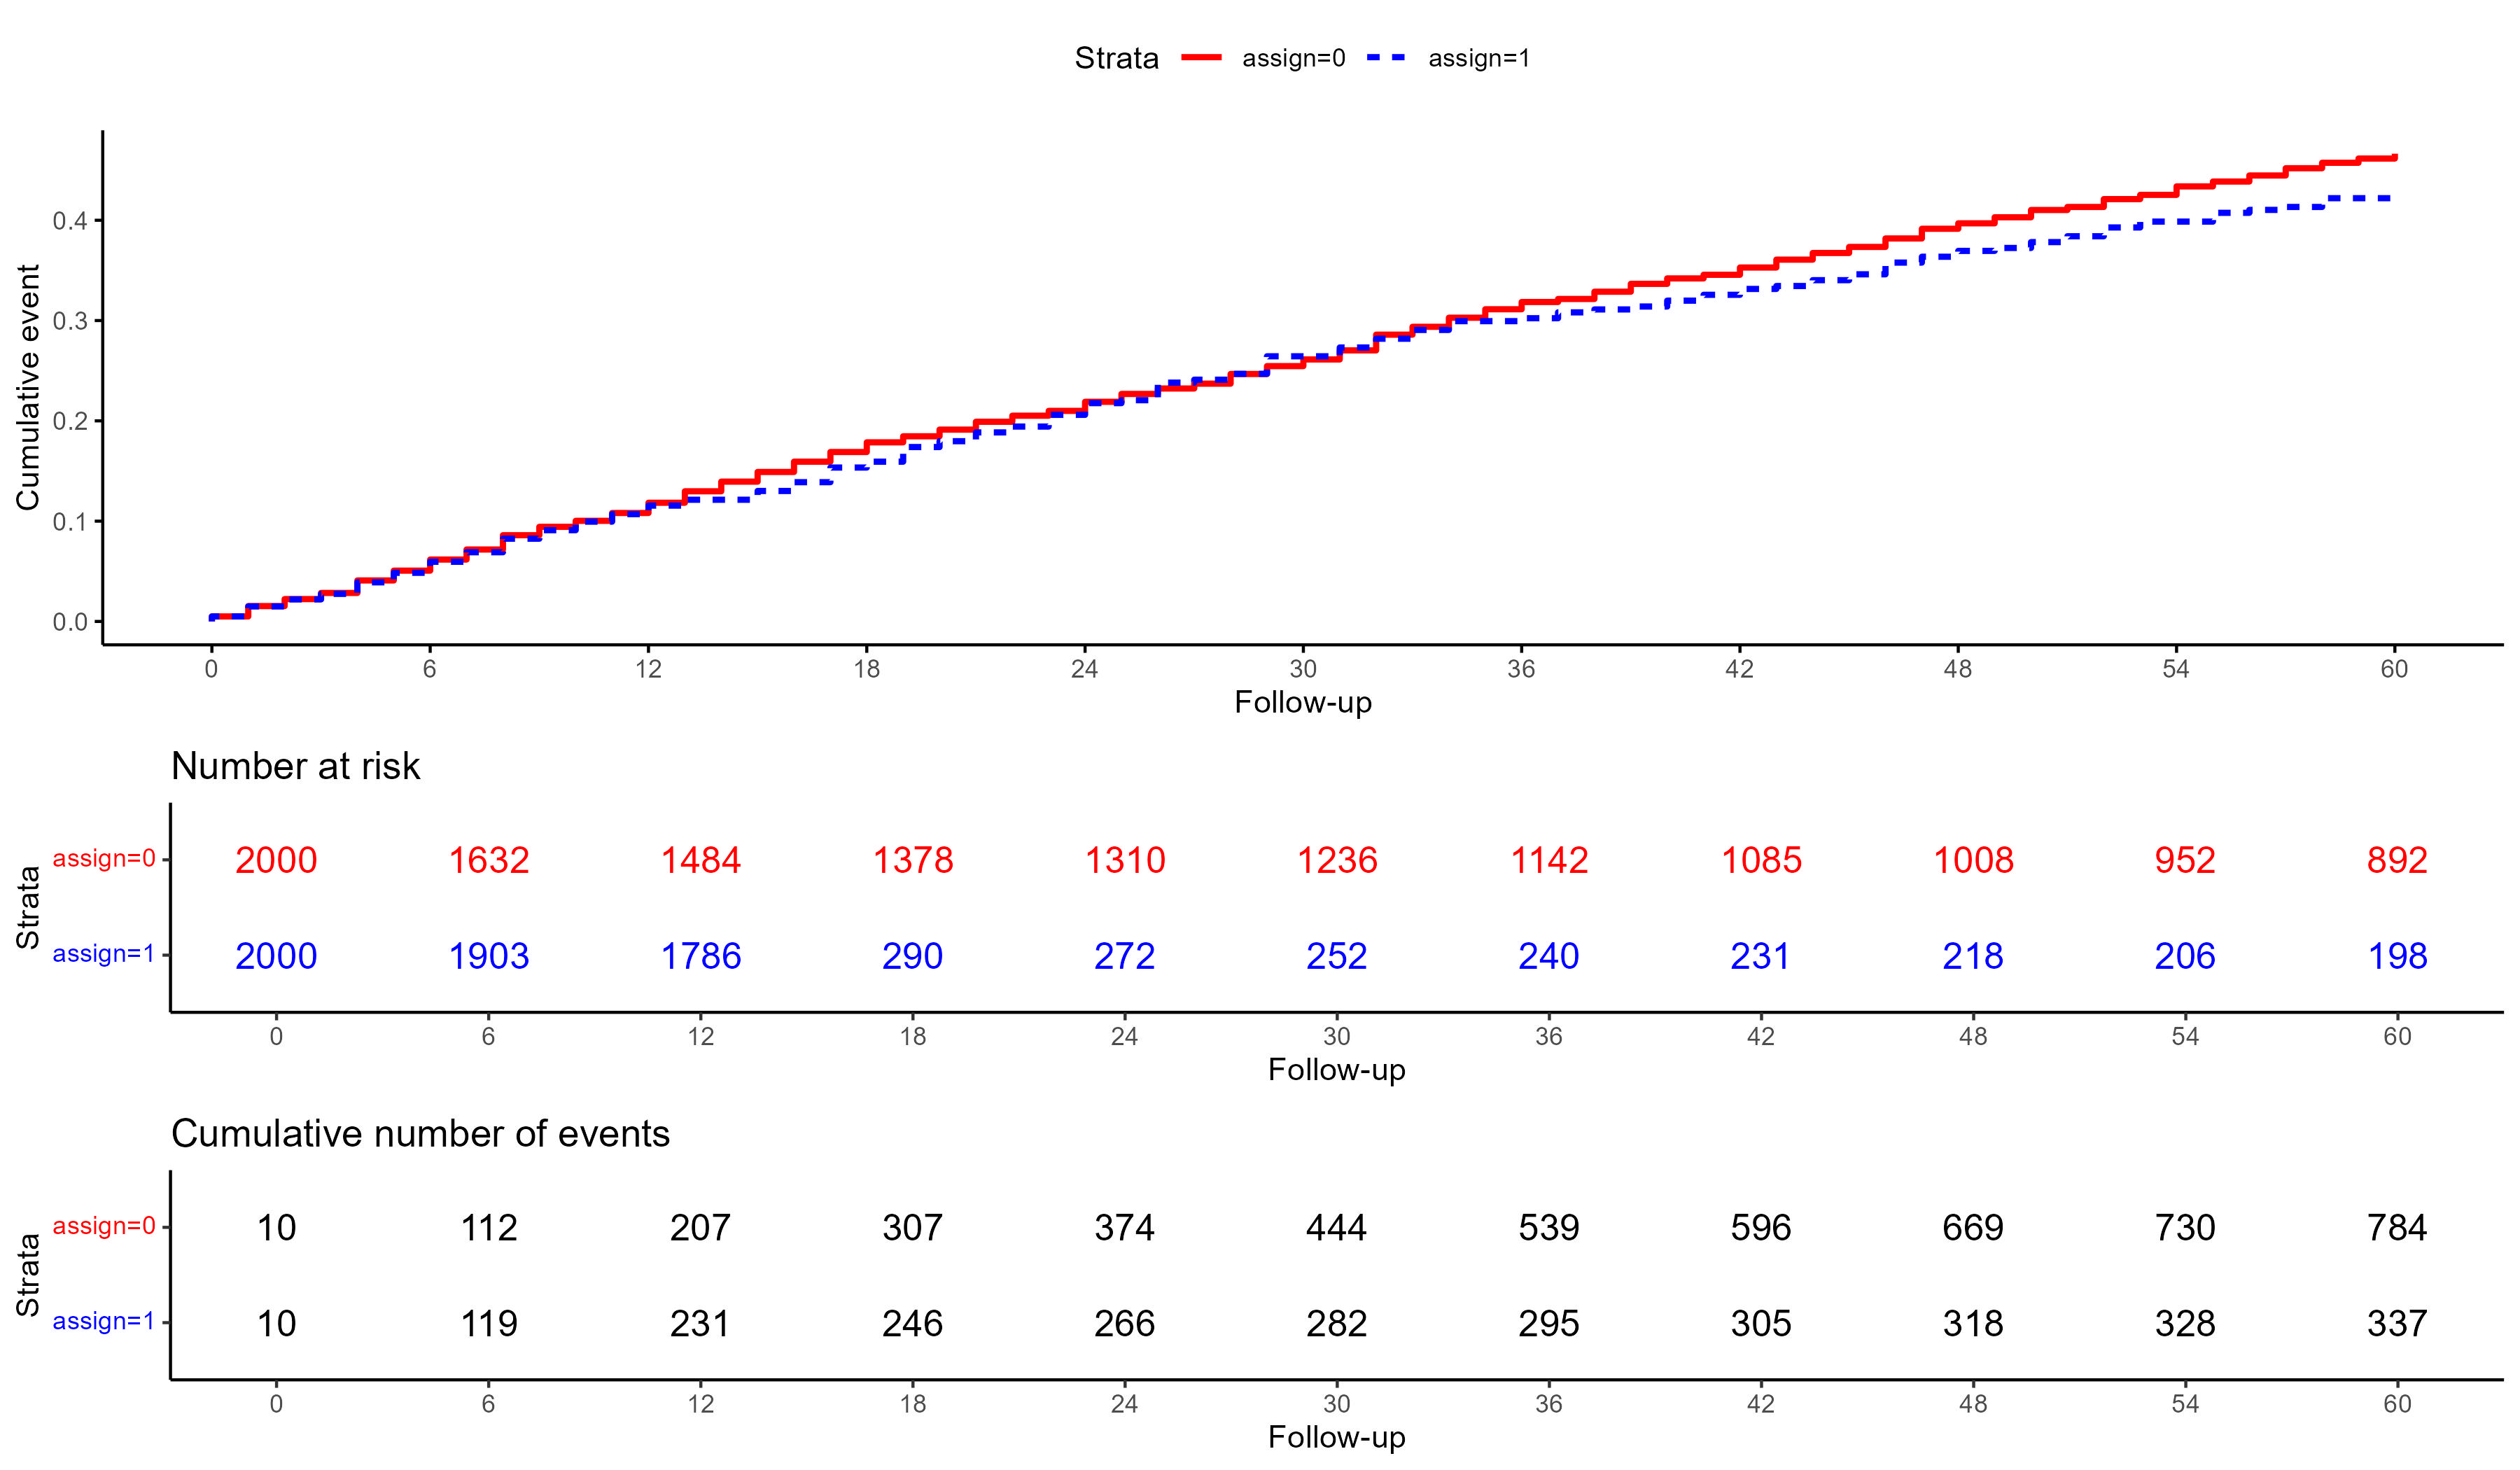 Strata assign=0 assign=1
Cumulative event
0.4
0.3
0.2
0.1
0.0
0 6 12 18 24 30 36 42 48 54 60
Follow-up
Number at risk
Strata
assign=0 2000 1632 1484 1378 1310 1236 1142 1085 1008 952 892
assign=1 2000 1903 1786 290 272 252 240 231 218 206 198
0 6 12 18 24 30 36 42 48 54 60
Follow-up
Cumulative number of events
Strata
assign=0 10 112 207 307 374 444 539 596 669 730 784
assign=1 10 119 231 246 266 282 295 305 318 328 337
0 6 12 18 24 30 36 42 48 54 60
Follow-up